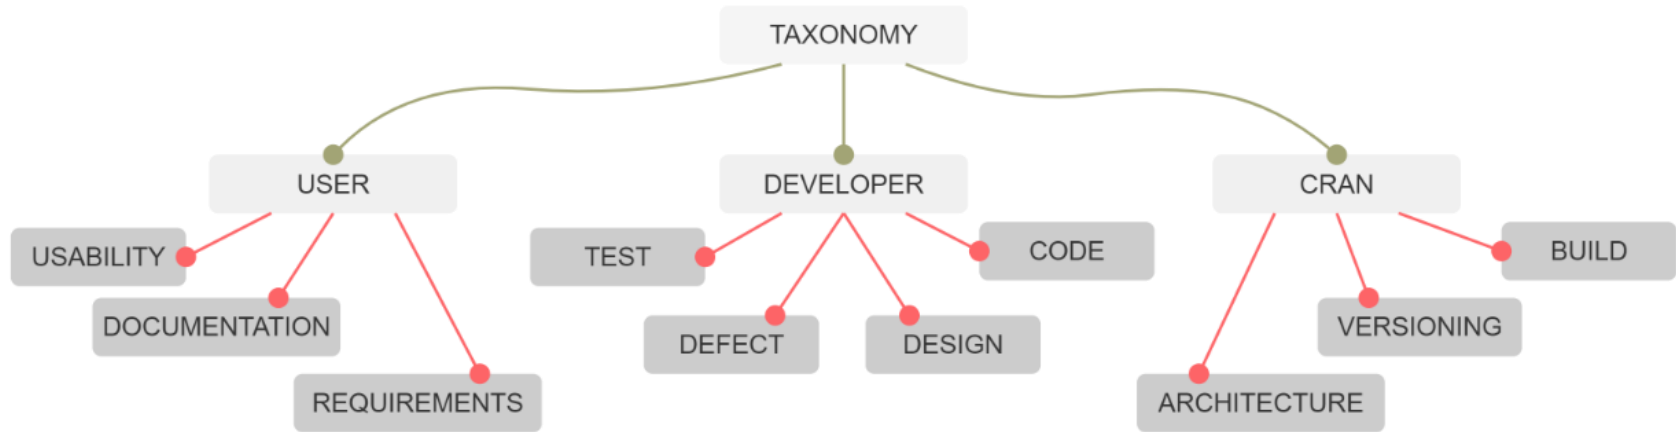 TAXONOMY
USER
DEVELOPER
CRAN
USABILITY
DOCUMENTATION
REQUIREMENTS
TEST
DEFECT
DESIGN
CODE
ARCHITECTURE
VERSIONING
BUILD